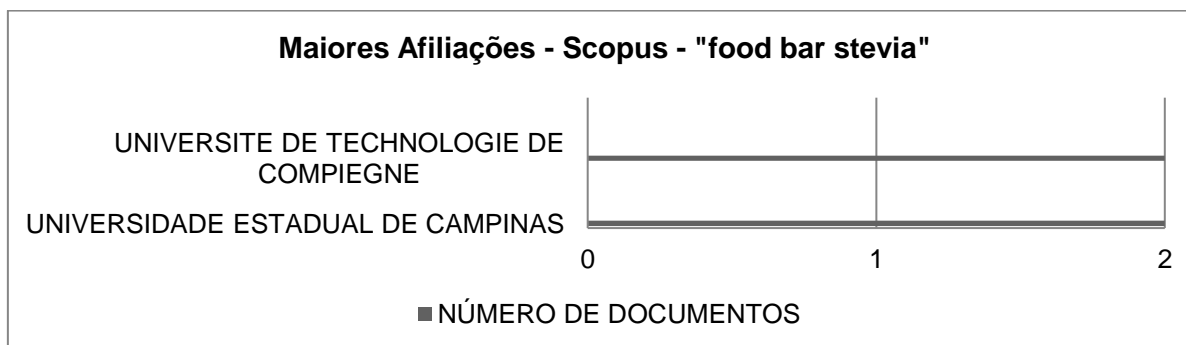 Maiores Afiliações - Scopus - "food bar stevia"
UNIVERSITE DE TECHNOLOGIE DE
COMPIEGNE
UNIVERSIDADE ESTADUAL DE CAMPINAS
0 1 2
NÚMERO DE DOCUMENTOS